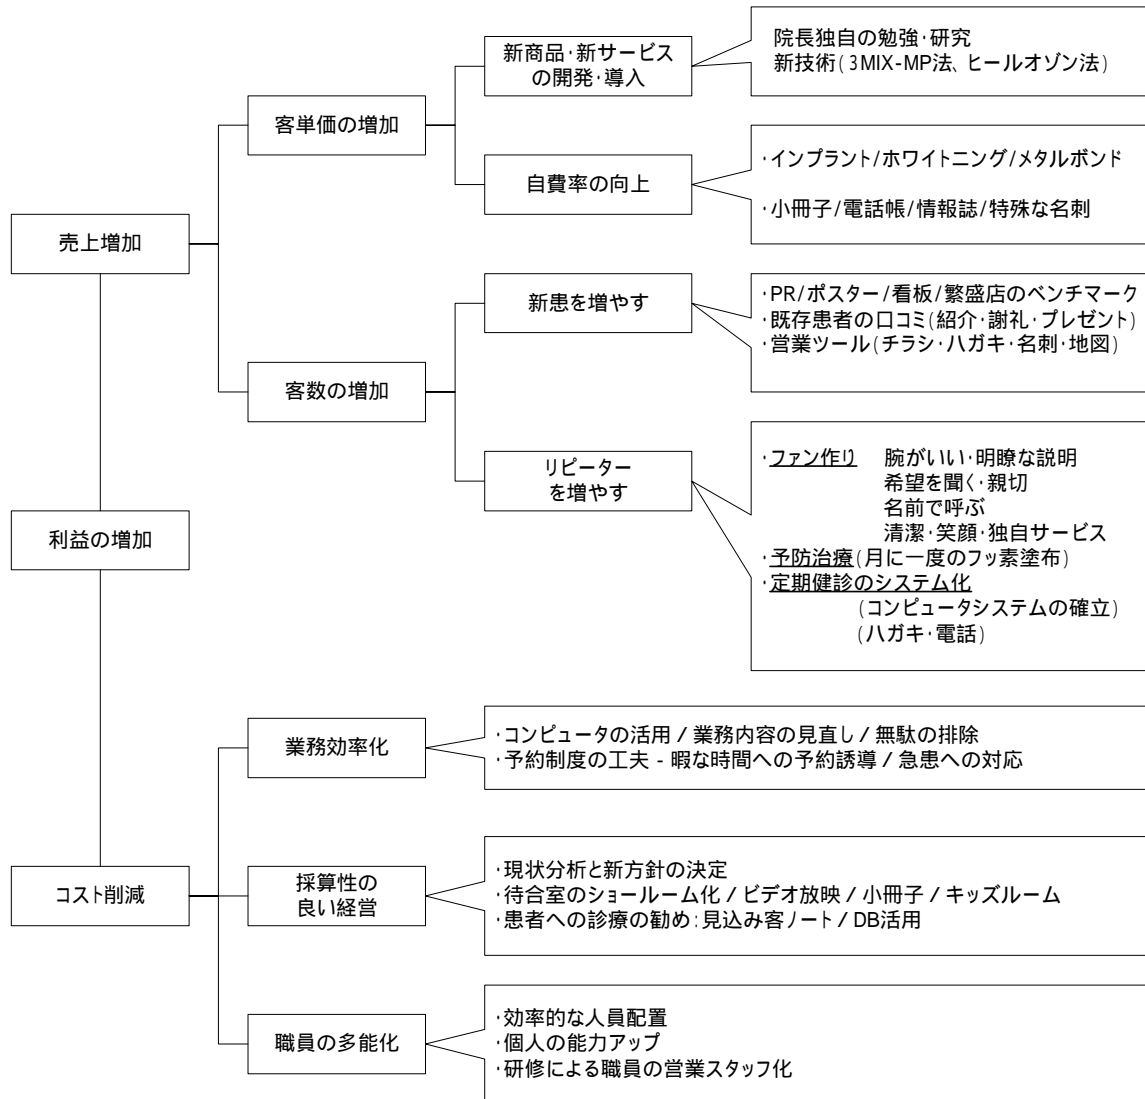 新商品・新サービス
の開発・導入
院長独自の勉強・研究
新技術(3MIX-MP法、ヒールオゾン法)
客単価の増加
自費率の向上
・インプラント/ホワイトニング/メタルボンド
・小冊子/電話帳/情報誌/特殊な名刺
売上増加
新患を増やす
・PR/ポスター/看板/繁盛店のベンチマーク
・既存患者の口コミ(紹介・謝礼・プレゼント)
・営業ツール(チラシ・ハガキ・名刺・地図)
客数の増加
リピーター
を増やす
・ファン作り 腕がいい・明瞭な説明
希望を聞く・親切
名前で呼ぶ
清潔・笑顔・独自サービス
・予防治療(月に一度のフッ素塗布)
・定期健診のシステム化
(コンピュータシステムの確立)
(ハガキ・電話)
利益の増加
業務効率化
・コンピュータの活用 / 業務内容の見直し / 無駄の排除
・予約制度の工夫 - 暇な時間への予約誘導 / 急患への対応
コスト削減
採算性の
良い経営
・現状分析と新方針の決定
・待合室のショールーム化 / ビデオ放映 / 小冊子 / キッズルーム
・患者への診療の勧め:見込み客ノート / DB活用
職員の多能化
・効率的な人員配置
・個人の能力アップ
・研修による職員の営業スタッフ化